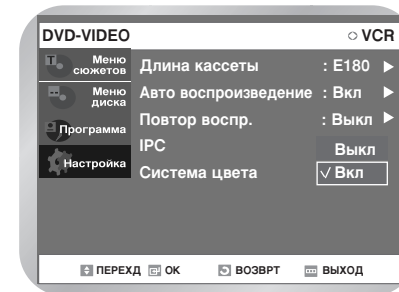 DVD-VIDEO VCR
Меню сюжетов
Меню диска
Программа
Настройка
Длина кассеты : E180
Авто воспроизведение : Вкл
Повтор воспр. : Выкл
IPC Выкл
Система цвета √ Вкл
ПЕРЕХД ОК ВОЗВРТ ВЫХОД